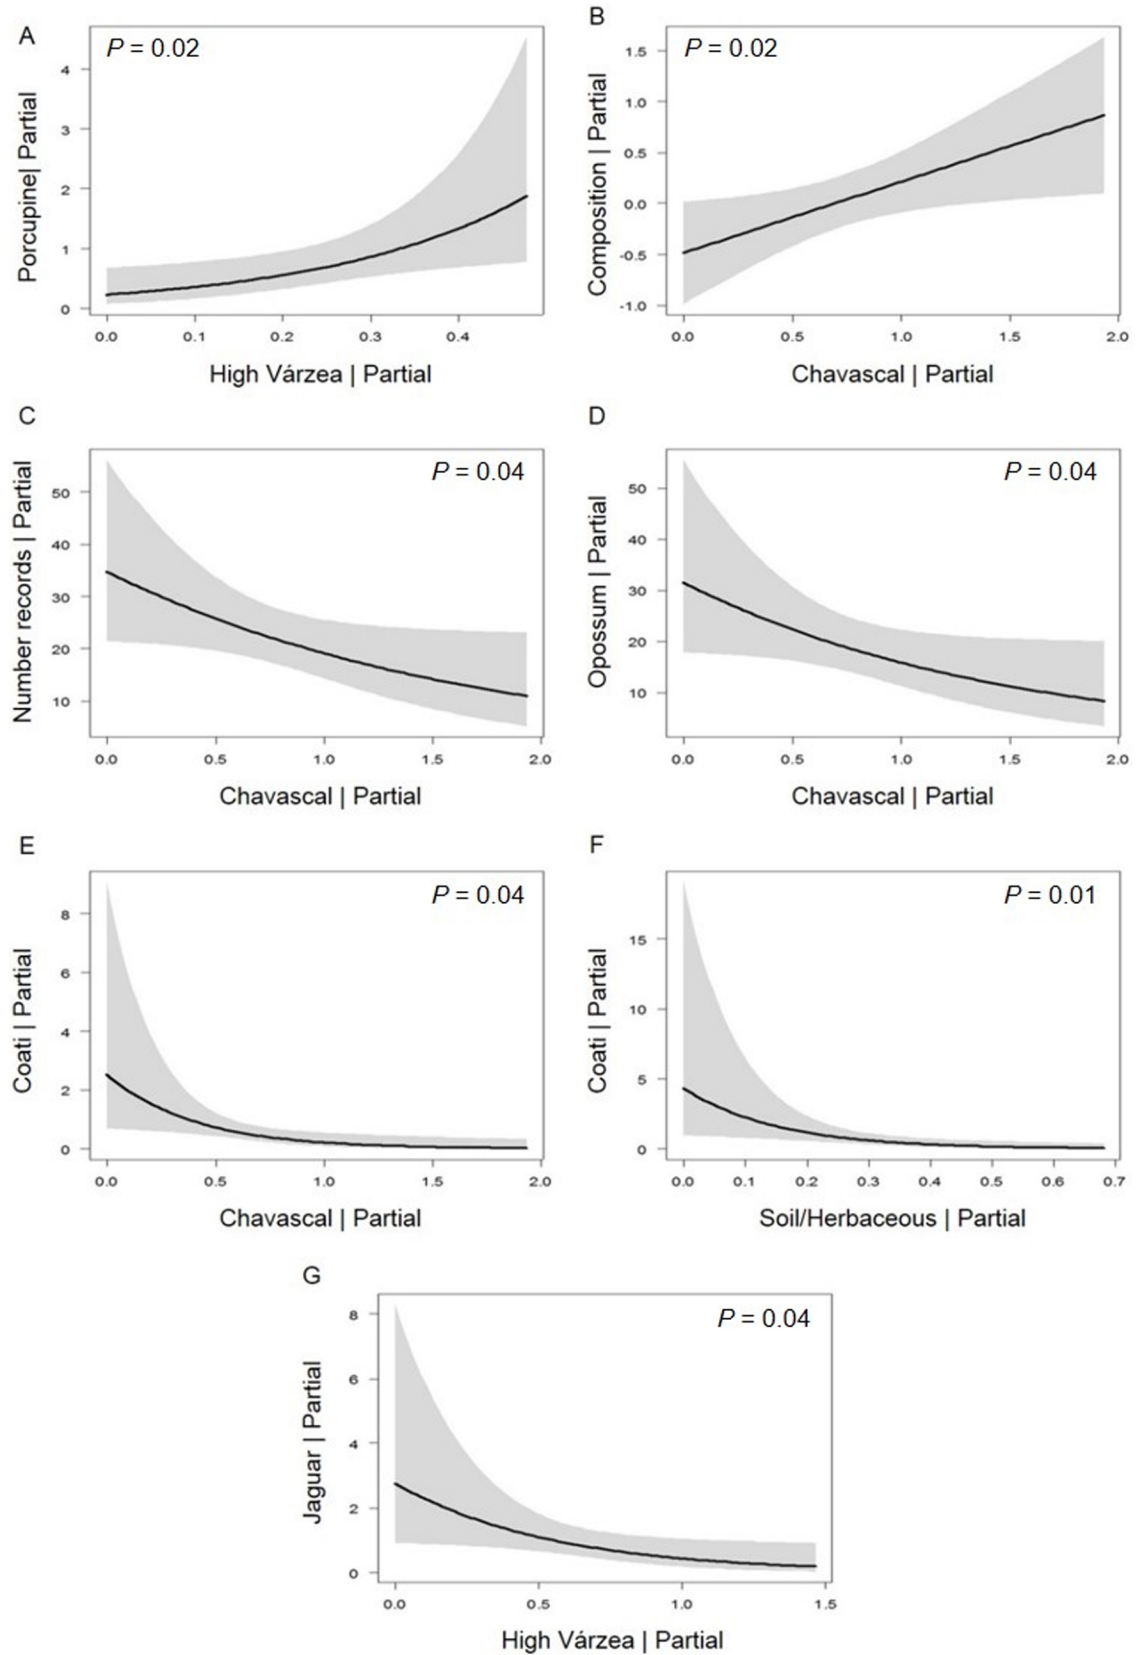 A
P = 0.02
Porcupine| Partial
4
3
2
1
0
0.0 0.1 0.2 0.3 0.4
High Várzea | Partial
B
P = 0.02
Composition | Partial
1.5
1.0
0.5
0.0
-0.5
-1.0
0.0 0.5 1.0 1.5 2.0
Chavascal | Partial
C
P = 0.04
Number records | Partial
50
40
30
20
10
0.0 0.5 1.0 1.5 2.0
Chavascal | Partial
D
P = 0.04
Opossum | Partial
50
40
30
20
10
0.0 0.5 1.0 1.5 2.0
Chavascal | Partial
E
P = 0.04
Coati | Partial
8
6
4
2
0
0.0 0.5 1.0 1.5 2.0
Chavascal | Partial
F
P = 0.01
Coati | Partial
15
10
5
0
0.0 0.1 0.2 0.3 0.4 0.5 0.6 0.7
Soil/Herbaceous | Partial
G
P = 0.04
Jaguar | Partial
8
6
4
2
0
0.0 0.5 1.0 1.5
High Várzea | Partial